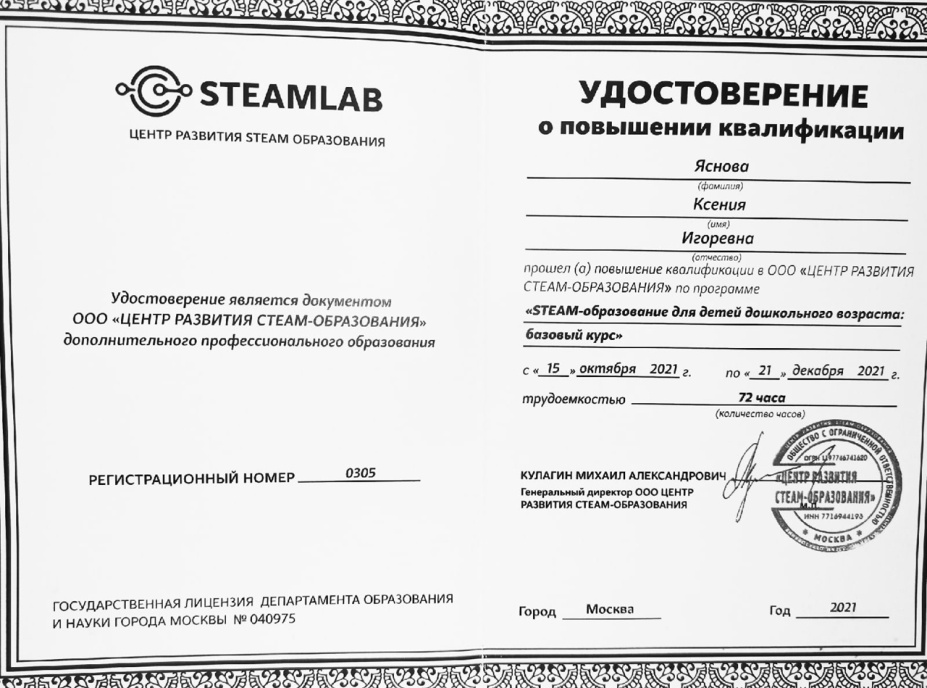 STEAMLAB
ЦЕНТР РАЗВИТИЯ STEAM ОБРАЗОВАНИЯ
Удостоверение является документом
ООО «ЦЕНТР РАЗВИТИЯ СТЕАМ-ОБРАЗОВАНИЯ»
дополнительного профессионального образования
РЕГИСТРАЦИОННЫЙ НОМЕР 0305
ГОСУДАРСТВЕННАЯ ЛИЦЕНЗИЯ ДЕПАРТАМЕНТА ОБРАЗОВАНИЯ
И НАУКИ ГОРОДА МОСКВЫ № 040975
УДОСТОВЕРЕНИЕ
о повышении квалификации
Яснова
(фамилия)
Ксения
(имя)
Игоревна
(отчество)
прошел (а) повышение квалификации в ООО «ЦЕНТР РАЗВИТИЯ
СТЕАМ-ОБРАЗОВАНИЯ» по программе
«STEAM-образование для детей дошкольного возраста:
базовый курс»
с « 15 » октября 2021 г. по « 21 » декабря 2021 г.
трудоемкостью 72 часа
(количество часов)
КУЛАГИН МИХАИЛ АЛЕКСАНДРОВИЧ
Генеральный директор ООО ЦЕНТР
РАЗВИТИЯ СТЕАМ-ОБРАЗОВАНИЯ
ОБЩЕСТВО С ОГРАНИЧЕННОЙ ОТВЕТСТВЕННОСТЬЮ
«ЦЕНТР РАЗВИТИЯ
СТЕАМ-ОБРАЗОВАНИЯ»
М.П.
ИНН 7716944193
* МОСКВА *
Город Москва Год 2021